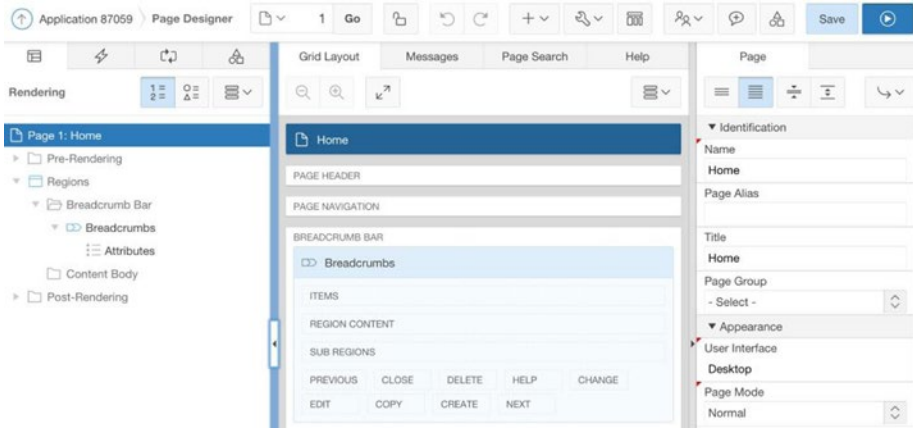 Application 87059
Page Designer
1
Go
Save
Rendering
Page 1: Home
Pre-Rendering
Regions
Breadcrumb Bar
Breadcrumbs
Attributes
Content Body
Post-Rendering
Grid Layout
Messages
Page Search
Help
Home
PAGE HEADER
PAGE NAVIGATION
BREADCRUMB BAR
Breadcrumbs
ITEMS
REGION CONTENT
SUB REGIONS
PREVIOUS CLOSE DELETE HELP CHANGE
EDIT COPY CREATE NEXT
Page
Identification
Name
Home
Page Alias
Title
Home
Page Group
- Select -
Appearance
User Interface
Desktop
Page Mode
Normal